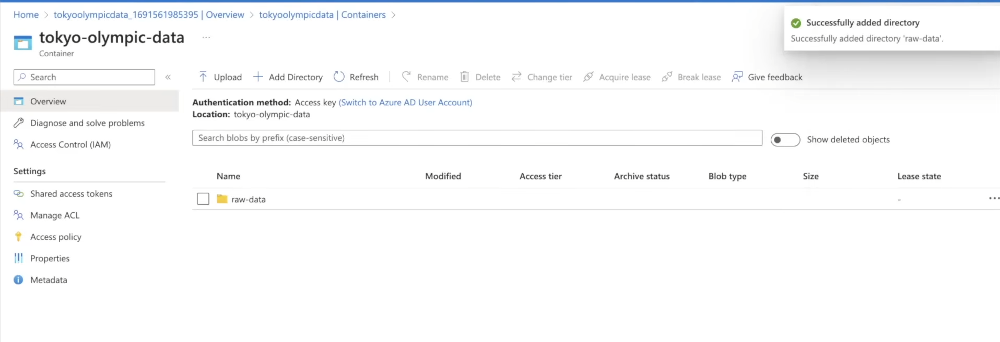 Home > tokyoolympicdata_1691561985395 | Overview > tokyoolympicdata | Containers >
Successfully added directory
Successfully added directory 'raw-data'.
tokyo-olympic-data ...
Container
Search «
Upload Add Directory Refresh Rename Delete Change tier Acquire lease Break lease Give feedback
Overview
Diagnose and solve problems
Access Control (IAM)
Settings
Shared access tokens
Manage ACL
Access policy
Properties
Metadata
Authentication method: Access key (Switch to Azure AD User Account)
Location: tokyo-olympic-data
Search blobs by prefix (case-sensitive)
Show deleted objects
Name Modified Access tier Archive status Blob type Size Lease state
raw-data - ...